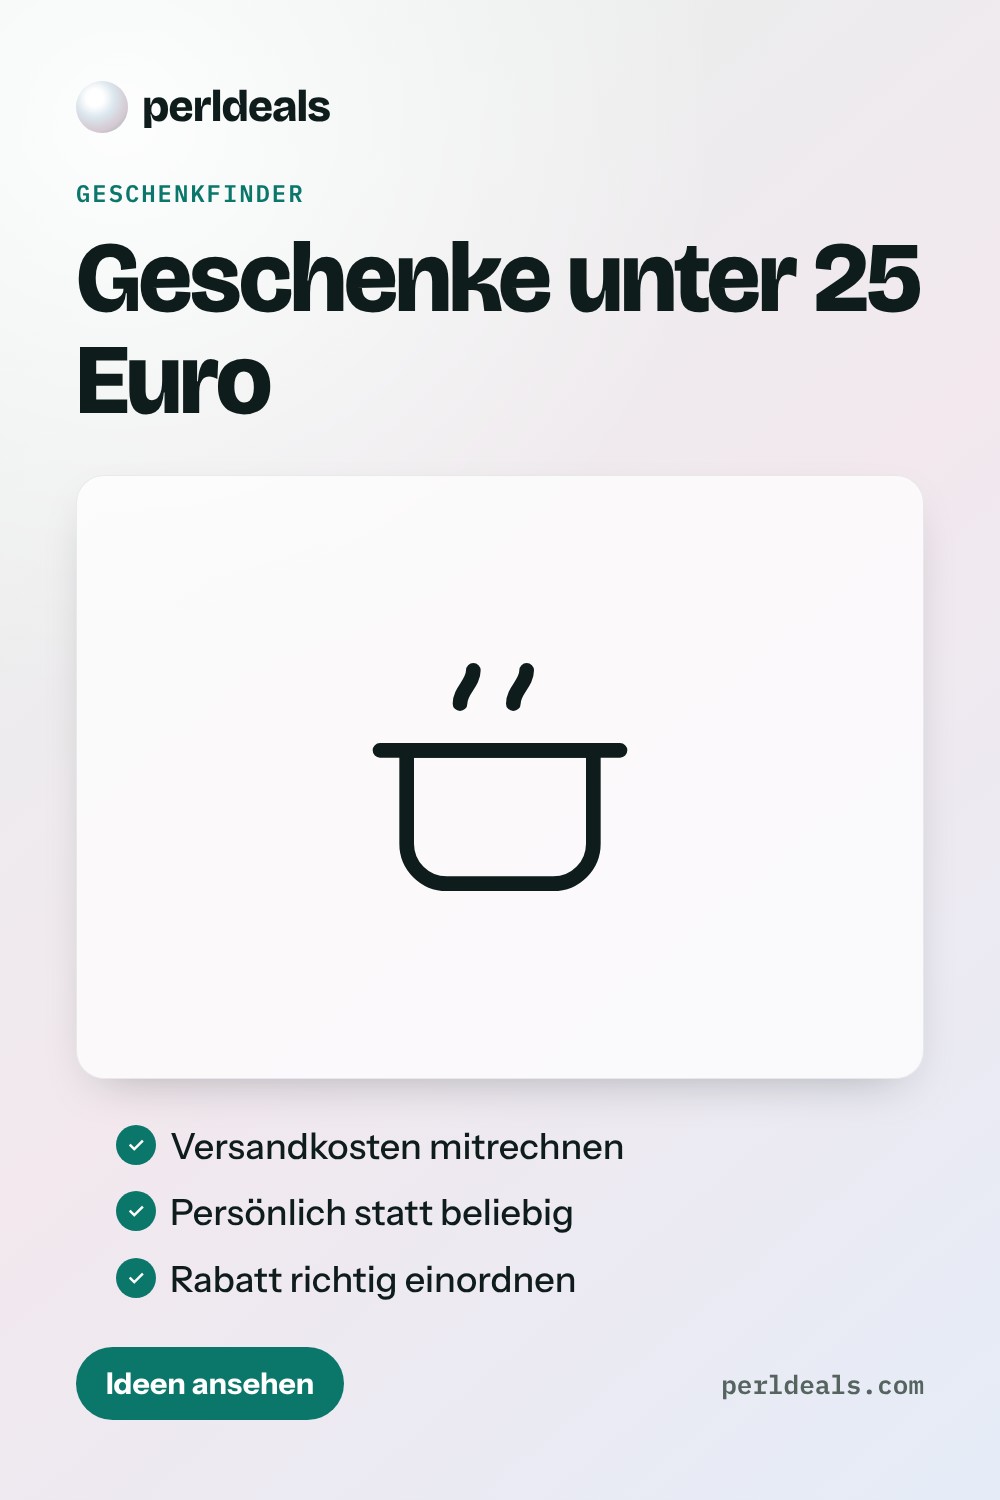 perldeals
GESCHENKFINDER
Geschenke unter 25
Euro
Versandkosten mitrechnen
Persönlich statt beliebig
Rabatt richtig einordnen
Ideen ansehen
perldeals.com